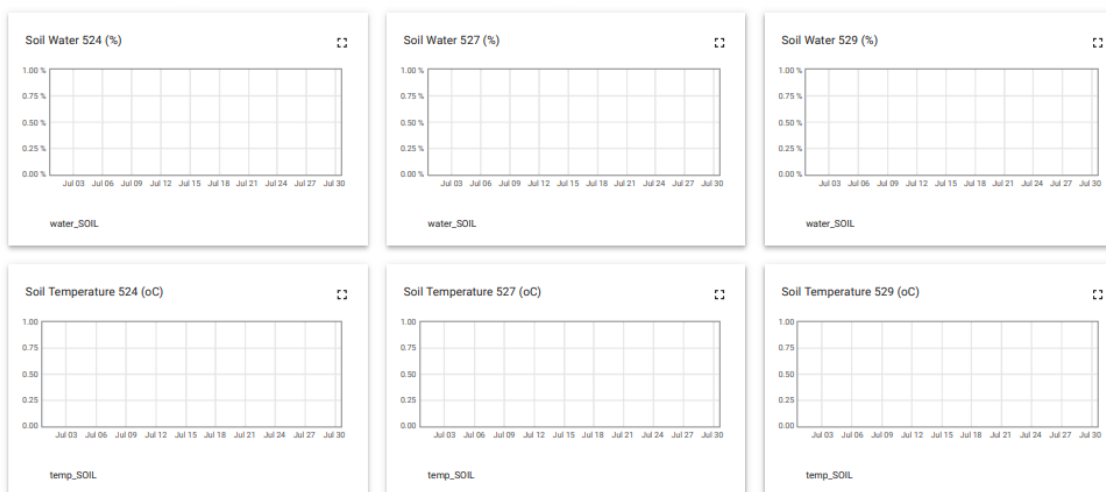 Soil Water 524 (%)
1.00 %
0.75 %
0.50 %
0.25 %
0.00 %
Jul 03 Jul 06 Jul 09 Jul 12 Jul 15 Jul 18 Jul 21 Jul 24 Jul 27 Jul 30
water_SOIL
Soil Water 527 (%)
1.00 %
0.75 %
0.50 %
0.25 %
0.00 %
Jul 03 Jul 06 Jul 09 Jul 12 Jul 15 Jul 18 Jul 21 Jul 24 Jul 27 Jul 30
water_SOIL
Soil Water 529 (%)
1.00 %
0.75 %
0.50 %
0.25 %
0.00 %
Jul 03 Jul 06 Jul 09 Jul 12 Jul 15 Jul 18 Jul 21 Jul 24 Jul 27 Jul 30
water_SOIL
Soil Temperature 524 (oC)
1.00
0.75
0.50
0.25
0.00
Jul 03 Jul 06 Jul 09 Jul 12 Jul 15 Jul 18 Jul 21 Jul 24 Jul 27 Jul 30
temp_SOIL
Soil Temperature 527 (oC)
1.00
0.75
0.50
0.25
0.00
Jul 03 Jul 06 Jul 09 Jul 12 Jul 15 Jul 18 Jul 21 Jul 24 Jul 27 Jul 30
temp_SOIL
Soil Temperature 529 (oC)
1.00
0.75
0.50
0.25
0.00
Jul 03 Jul 06 Jul 09 Jul 12 Jul 15 Jul 18 Jul 21 Jul 24 Jul 27 Jul 30
temp_SOIL